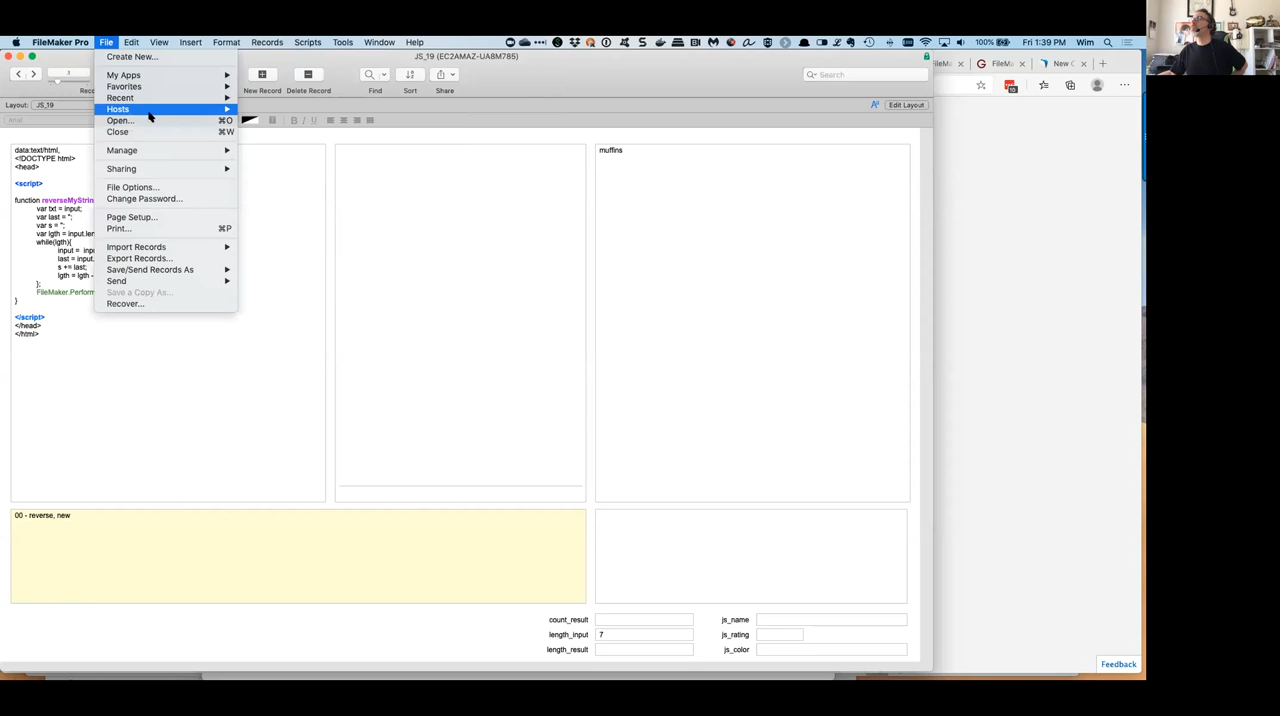 FileMaker Pro File Edit View Insert Format Records Scripts Tools Window Help 100% Fri 1:39 PM Wim
JS_19 (EC2AMAZ-UA8M785)
Create New...
My Apps
Favorites
Recent
Hosts
Open... ⌘O
Close ⌘W
Manage
Sharing
File Options...
Change Password...
Page Setup...
Print... ⌘P
Import Records
Export Records...
Save/Send Records As
Send
Save a Copy As...
Recover...
1
New Record Delete Record Find Sort Share
Search
Layout: JS_19
Edit Layout
Arial
B I U
FileMa
New C
data:text/html,
<!DOCTYPE html>
<head>
<script>
function reverseMyStrin
var txt = input;
var last = '';
var s = '';
var lgth = input.len
while(lgth){
input = inpu
last = input.
s += last;
lgth = lgth -
};
FileMaker.Perform
}
</script>
</head>
</html>
muffins
00 - reverse, new
count_result
length_input 7
length_result
js_name
js_rating
js_color
Feedback